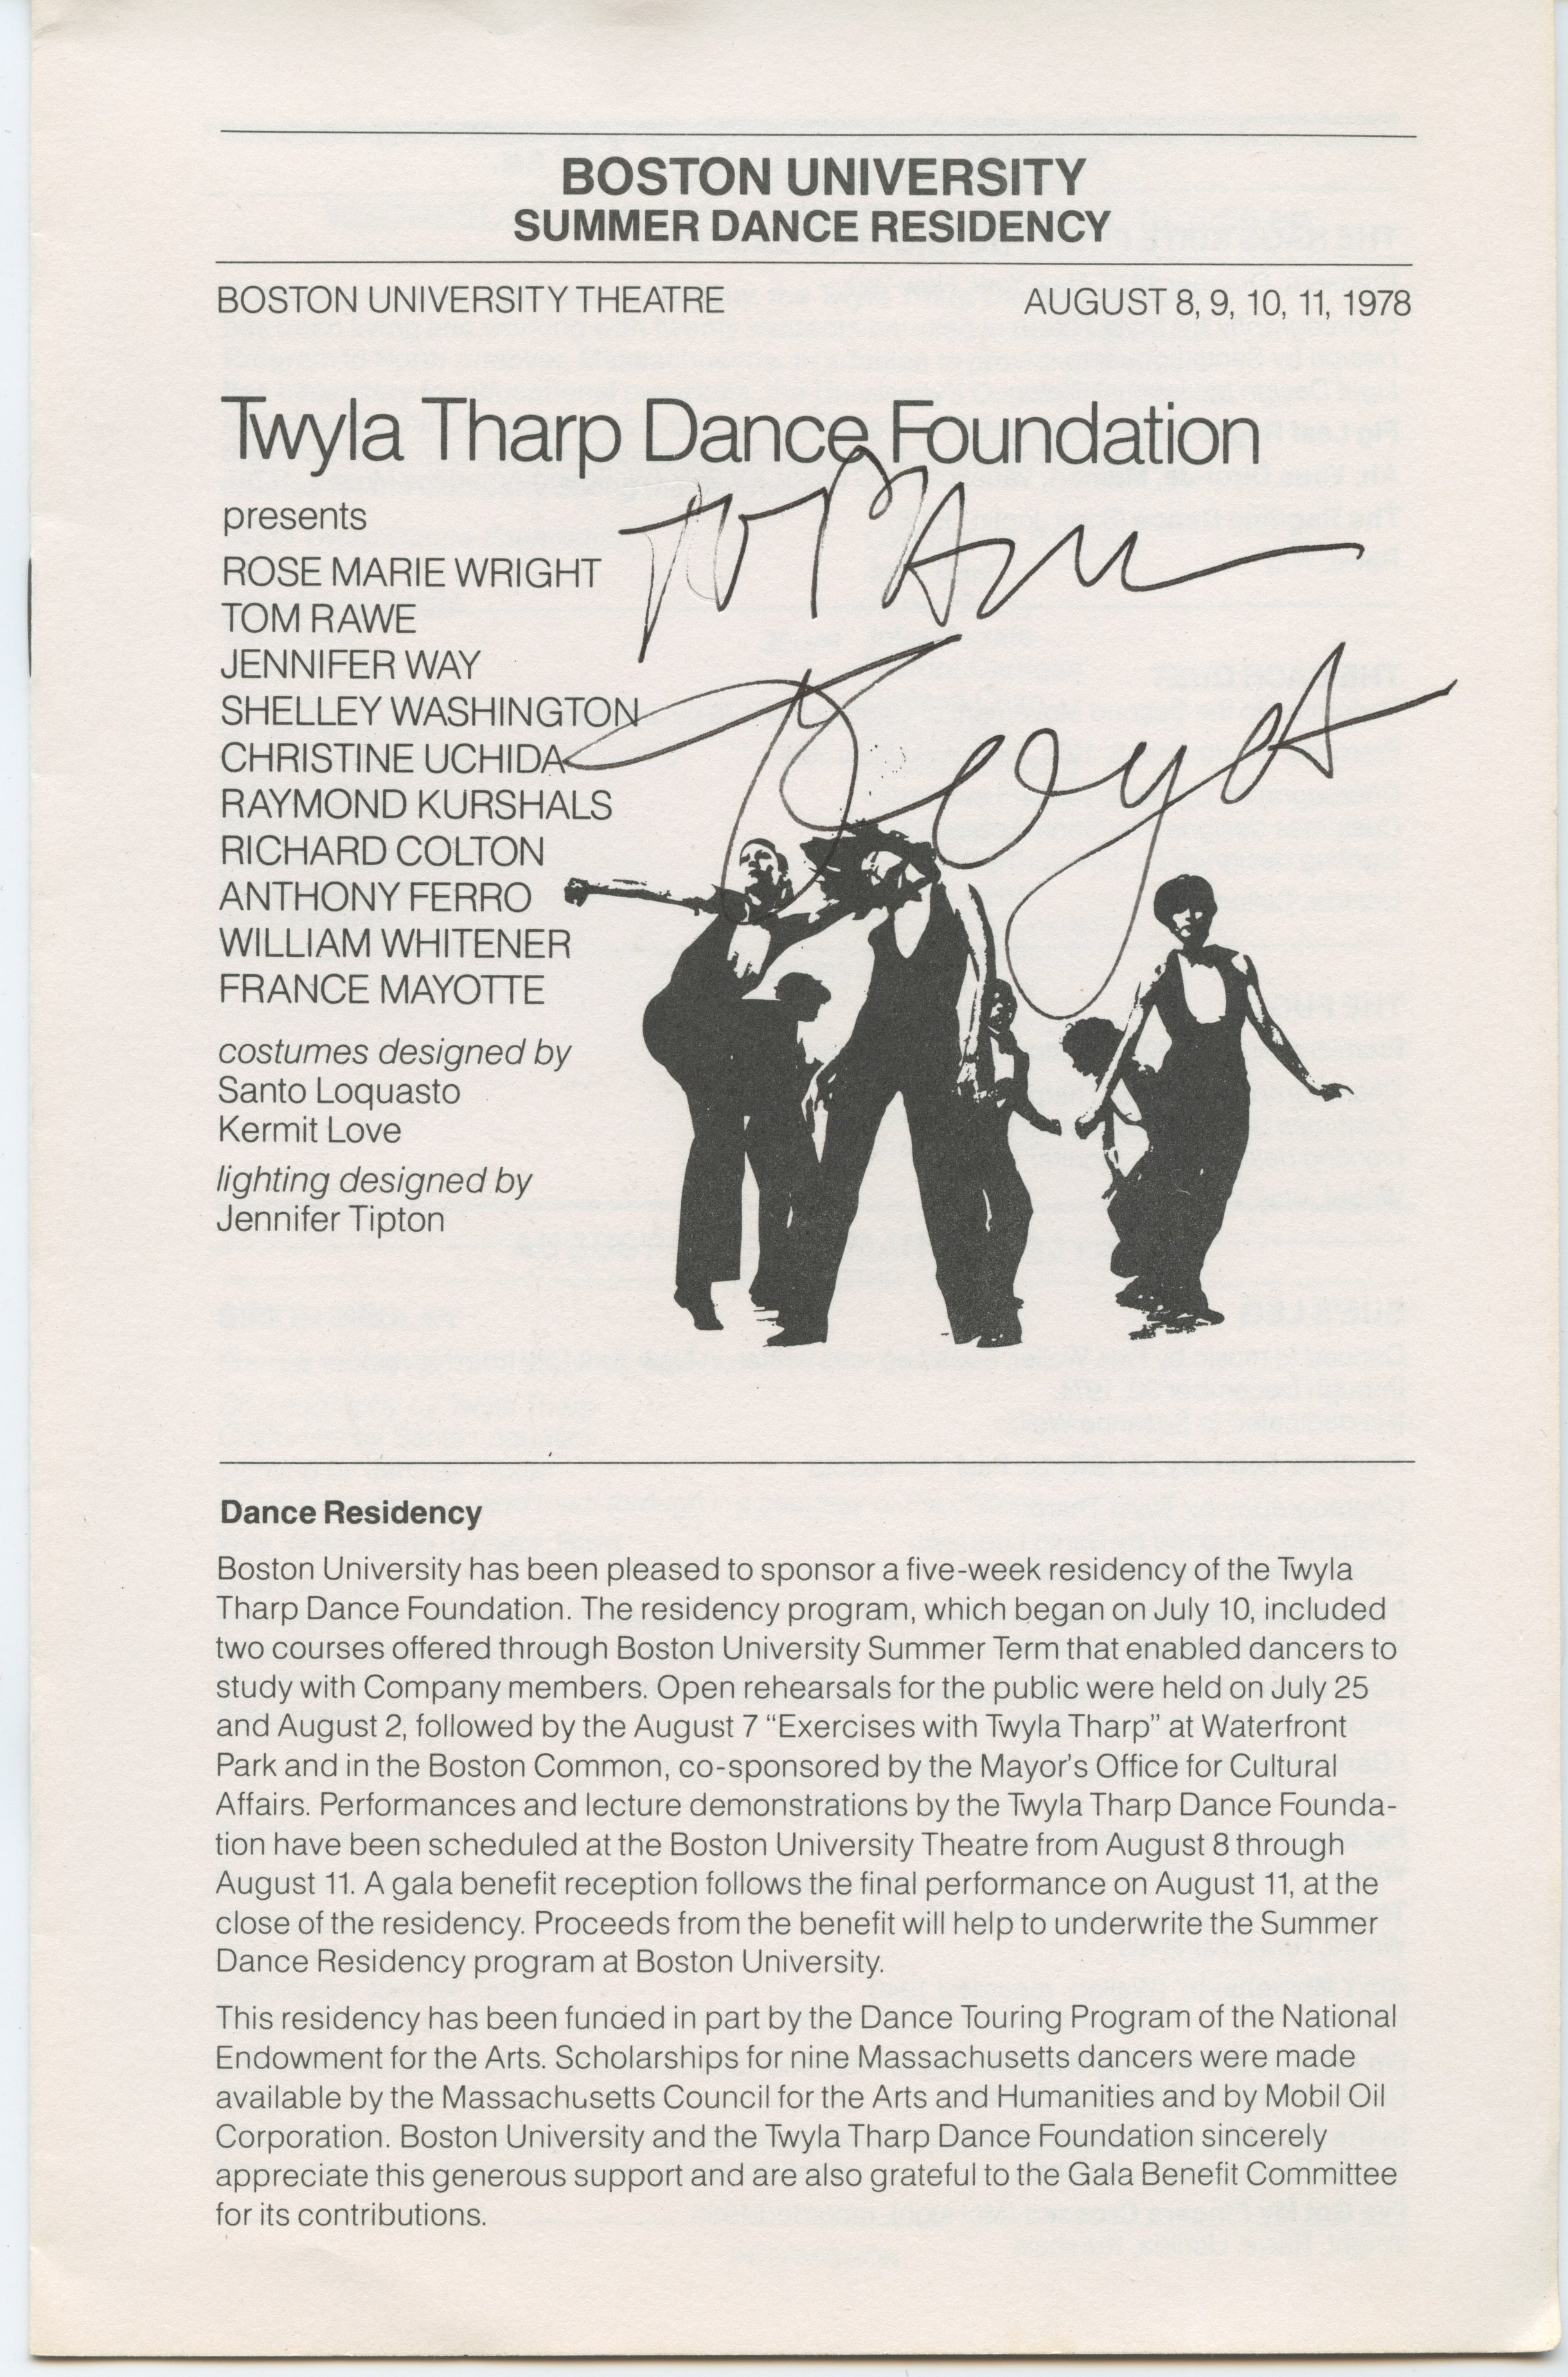 BOSTON UNIVERSITY
SUMMER DANCE RESIDENCY
BOSTON UNIVERSITY THEATRE AUGUST 8, 9, 10, 11, 1978
Twyla Tharp Dance Foundation
presents
ROSE MARIE WRIGHT
TOM RAWE
JENNIFER WAY
SHELLEY WASHINGTON
CHRISTINE UCHIDA
RAYMOND KURSHALS
RICHARD COLTON
ANTHONY FERRO
WILLIAM WHITENER
FRANCE MAYOTTE
costumes designed by
Santo Loquasto
Kermit Love
lighting designed by
Jennifer Tipton
Dance Residency
Boston University has been pleased to sponsor a five-week residency of the Twyla
Tharp Dance Foundation. The residency program, which began on July 10, included
two courses offered through Boston University Summer Term that enabled dancers to
study with Company members. Open rehearsals for the public were held on July 25
and August 2, followed by the August 7 “Exercises with Twyla Tharp” at Waterfront
Park and in the Boston Common, co-sponsored by the Mayor’s Office for Cultural
Affairs. Performances and lecture demonstrations by the Twyla Tharp Dance Founda-
tion have been scheduled at the Boston University Theatre from August 8 through
August 11. A gala benefit reception follows the final performance on August 11, at the
close of the residency. Proceeds from the benefit will help to underwrite the Summer
Dance Residency program at Boston University.
This residency has been funded in part by the Dance Touring Program of the National
Endowment for the Arts. Scholarships for nine Massachusetts dancers were made
available by the Massachusetts Council for the Arts and Humanities and by Mobil Oil
Corporation. Boston University and the Twyla Tharp Dance Foundation sincerely
appreciate this generous support and are also grateful to the Gala Benefit Committee
for its contributions.